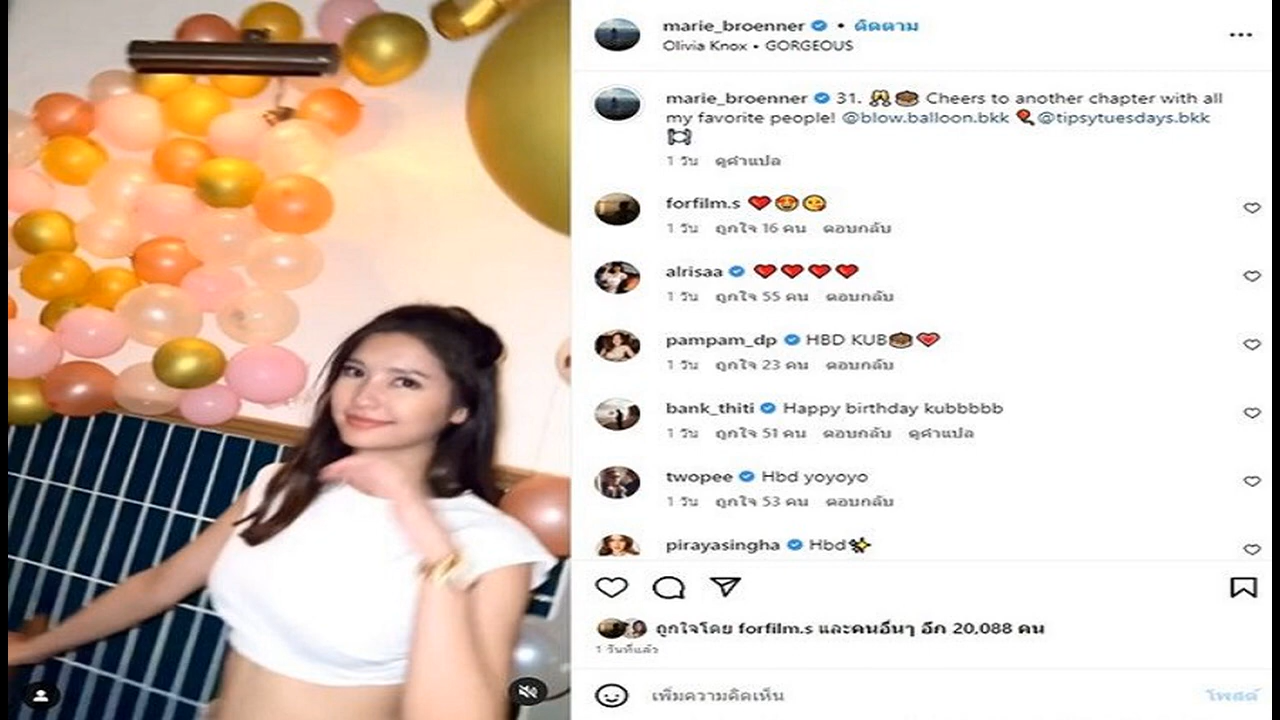 marie_broenner • ติดตาม
Olivia Knox • GORGEOUS
marie_broenner 31. 🥂🎂 Cheers to another chapter with all
my favorite people! @blow.balloon.bkk 🎈@tipsytuesdays.bkk
1 วัน ดูคำแปล
forfilm.s ❤️😍😘
1 วัน ถูกใจ 16 คน ตอบกลับ
alrisaa ❤️❤️❤️❤️
1 วัน ถูกใจ 55 คน ตอบกลับ
pampam_dp HBD KUB🎂💗
1 วัน ถูกใจ 23 คน ตอบกลับ
bank_thiti Happy birthday kubbbbb
1 วัน ถูกใจ 51 คน ตอบกลับ ดูคำแปล
twopee Hbd yoyoyo
1 วัน ถูกใจ 53 คน ตอบกลับ
pirayasingha Hbd✨
ถูกใจโดย forfilm.s และคนอื่นๆ อีก 20,088 คน
1 วันที่แล้ว
เพิ่มความคิดเห็น
โพสต์